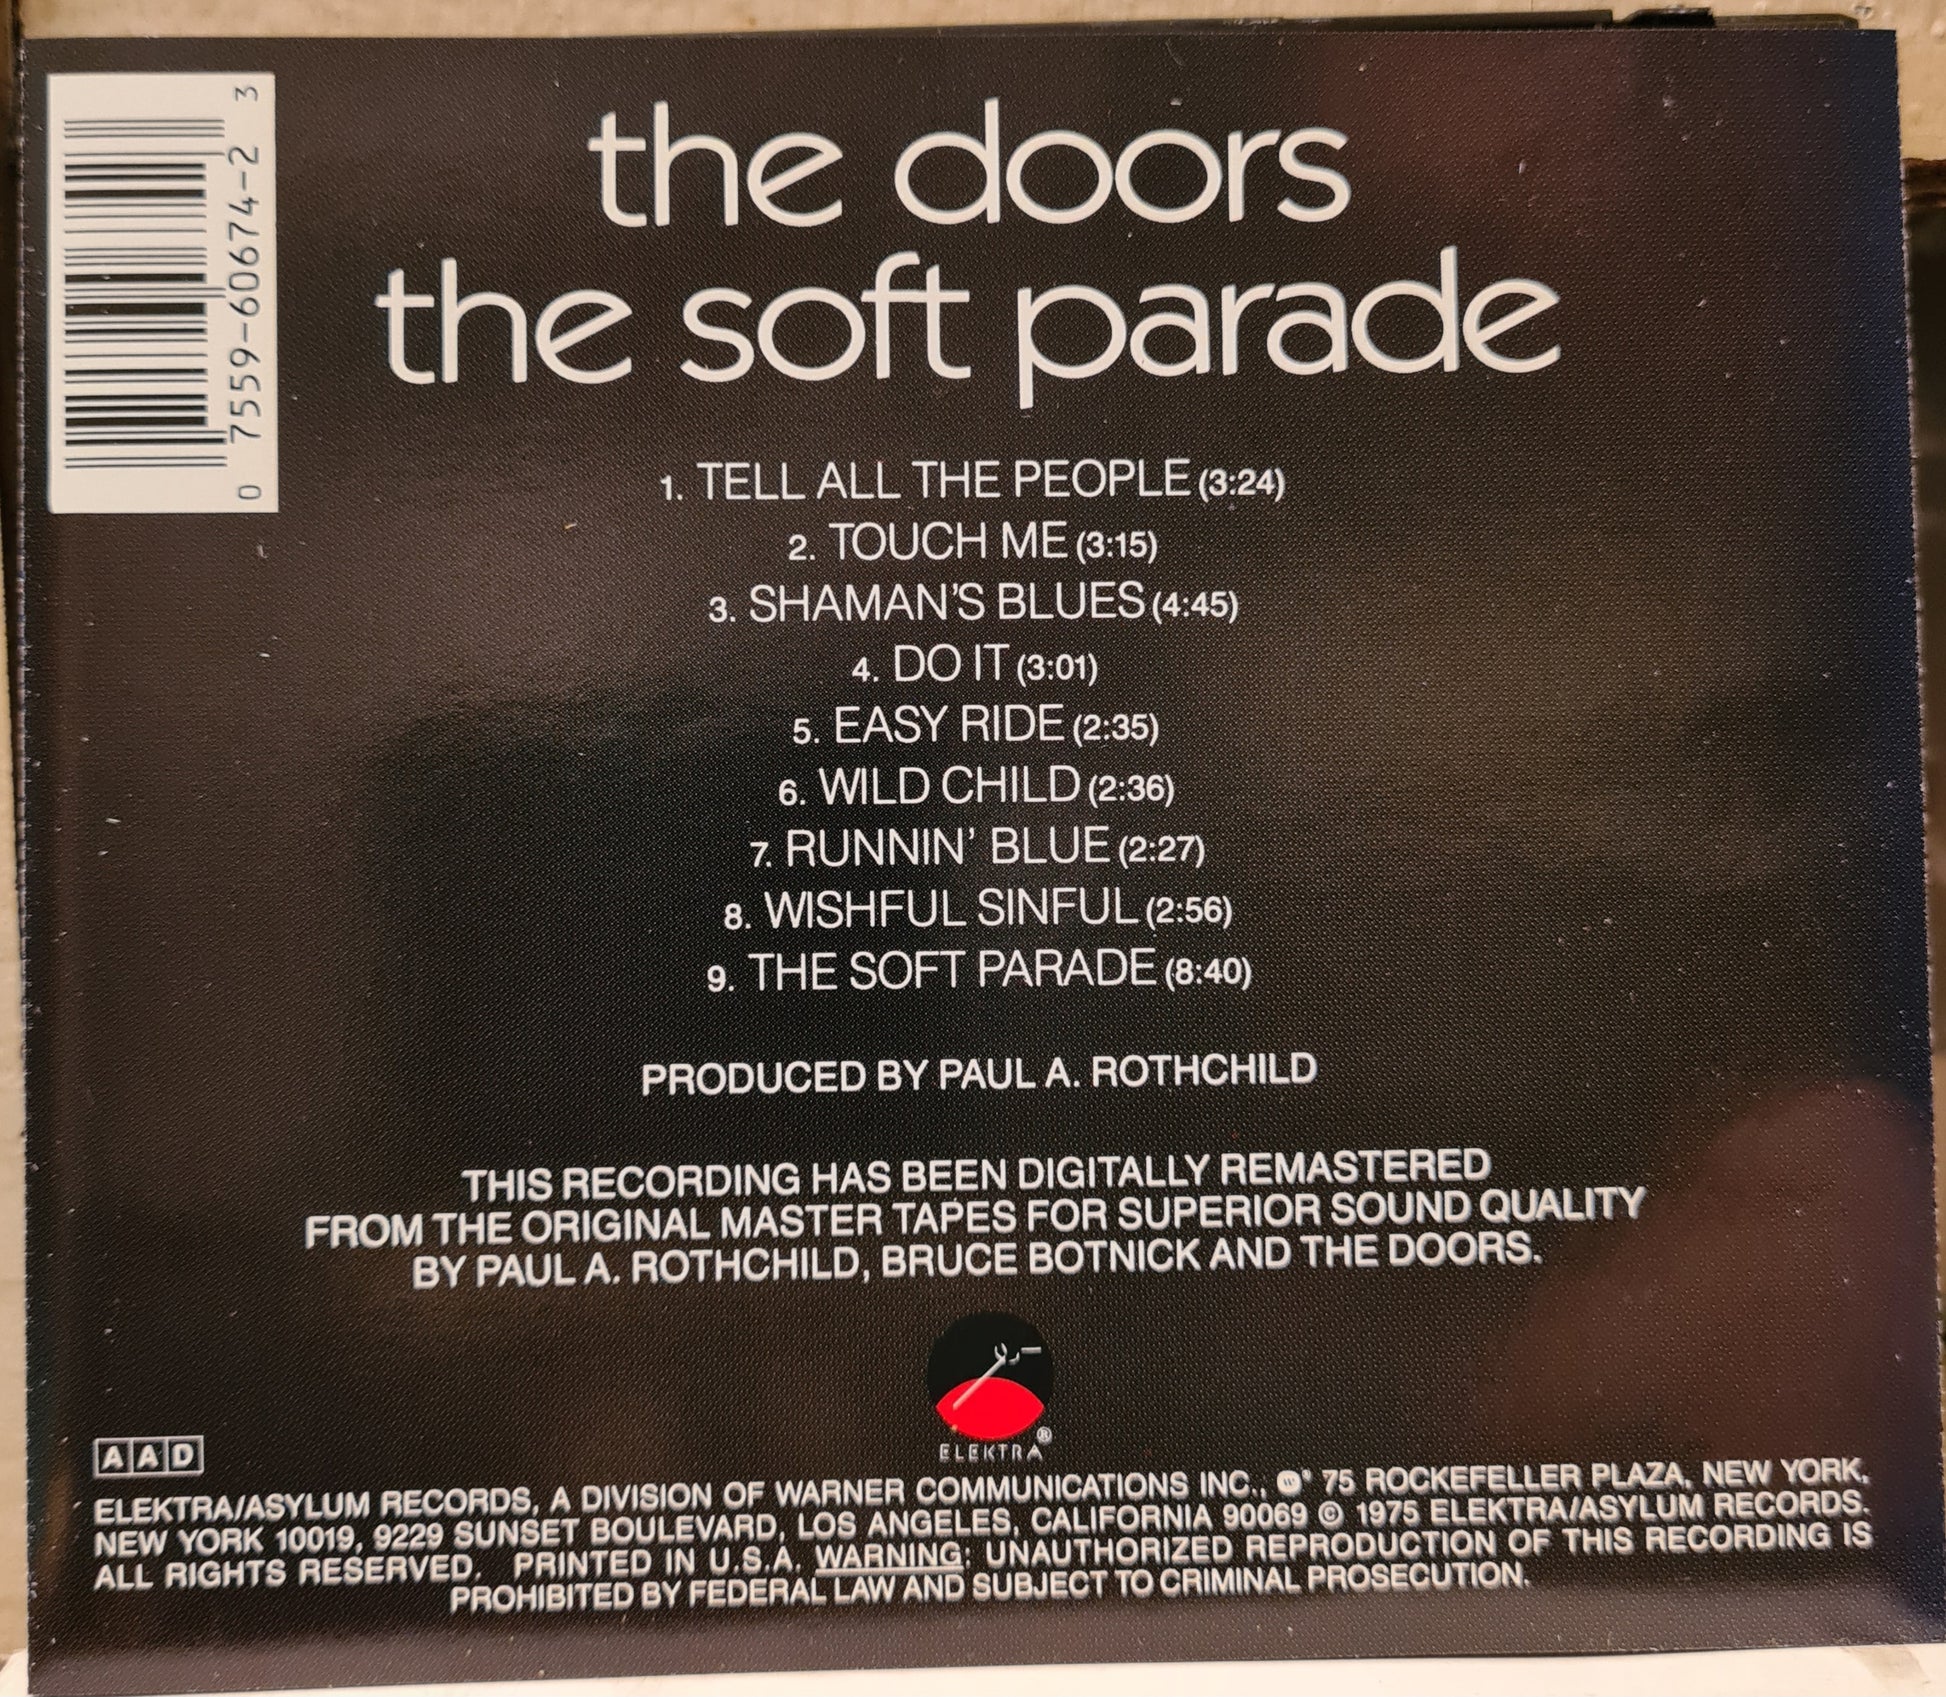 the doors
the soft parade
0 7559-60674-2 3
1. TELL ALL THE PEOPLE (3:24)
2. TOUCH ME (3:15)
3. SHAMAN'S BLUES (4:45)
4. DO IT (3:01)
5. EASY RIDE (2:35)
6. WILD CHILD (2:36)
7. RUNNIN' BLUE (2:27)
8. WISHFUL SINFUL (2:56)
9. THE SOFT PARADE (8:40)
PRODUCED BY PAUL A. ROTHCHILD
THIS RECORDING HAS BEEN DIGITALLY REMASTERED
FROM THE ORIGINAL MASTER TAPES FOR SUPERIOR SOUND QUALITY
BY PAUL A. ROTHCHILD, BRUCE BOTNICK AND THE DOORS.
ELEKTRA®
AAD
ELEKTRA/ASYLUM RECORDS, A DIVISION OF WARNER COMMUNICATIONS INC., 75 ROCKEFELLER PLAZA, NEW YORK,
NEW YORK 10019, 9229 SUNSET BOULEVARD, LOS ANGELES, CALIFORNIA 90069 © 1975 ELEKTRA/ASYLUM RECORDS.
ALL RIGHTS RESERVED. PRINTED IN U.S.A. WARNING: UNAUTHORIZED REPRODUCTION OF THIS RECORDING IS
PROHIBITED BY FEDERAL LAW AND SUBJECT TO CRIMINAL PROSECUTION.